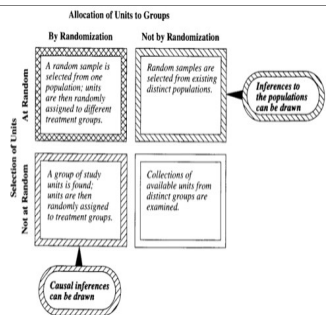 Allocation of Units to Groups
By Randomization
Not by Randomization
Selection of Units
At Random
Not at Random
A random sample is
selected from one
population; units
are then randomly
assigned to different
treatment groups.
Random samples are
selected from existing
distinct populations.
Inferences to
the populations
can be drawn
A group of study
units is found;
units are then
randomly assigned
to treatment groups.
Collections of
available units from
distinct groups are
examined.
Causal inferences
can be drawn